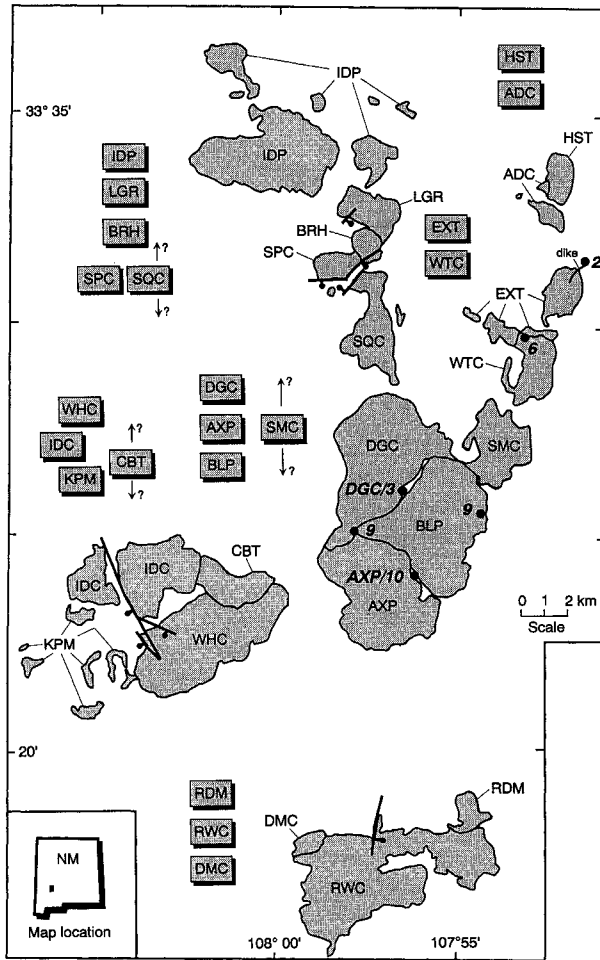 IDP
HST
ADC
33° 35'
IDP
LGR
BRH
SPC SQC
?
?
IDP
LGR
BRH
SPC
SQC
EXT
WTC
HST
ADC
dike
2
EXT
6
WTC
WHC
IDC
KPM
CBT
?
?
DGC
AXP
BLP
SMC
?
?
DGC
SMC
DGC/3
9
BLP
9
AXP/10
AXP
0 1 2 km
Scale
IDC
IDC
CBT
WHC
KPM
20'
RDM
RWC
DMC
DMC
RDM
RWC
NM
Map location
108° 00'
107°55'